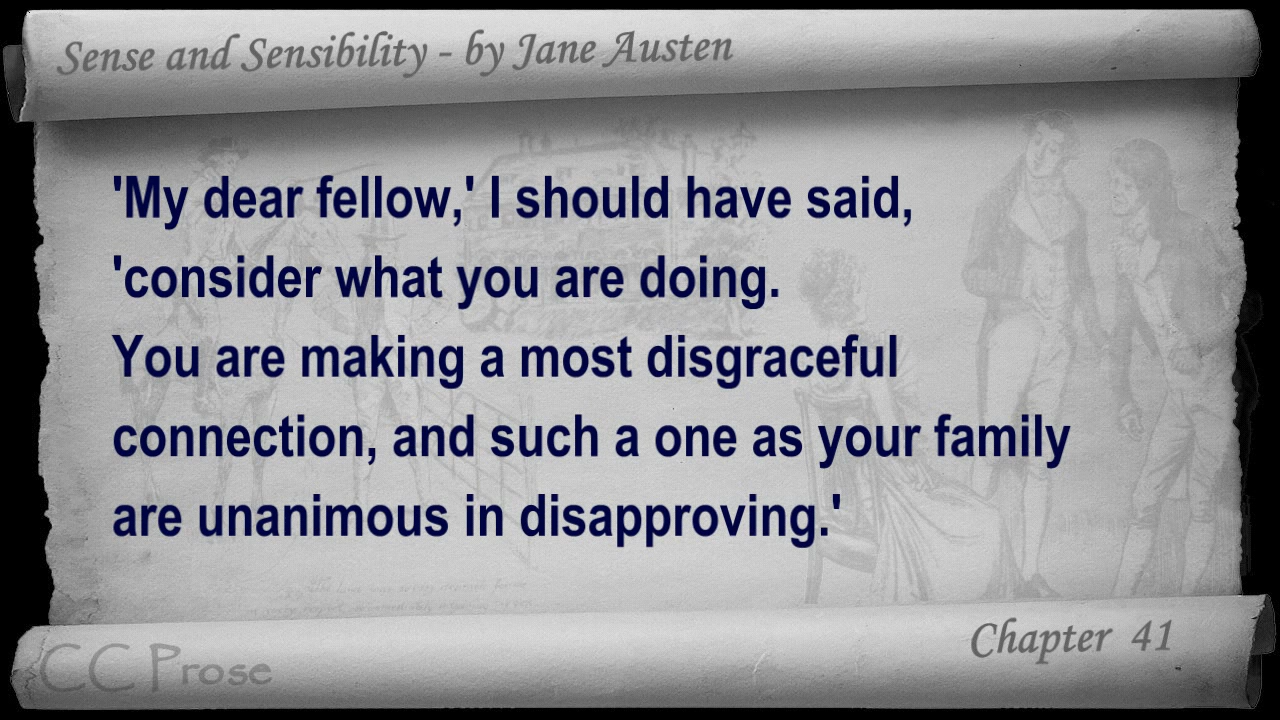 Sense and Sensibility - by Jane Austen
'My dear fellow,' I should have said,
'consider what you are doing.
You are making a most disgraceful
connection, and such a one as your family
are unanimous in disapproving.'
Chapter 41
CC Prose